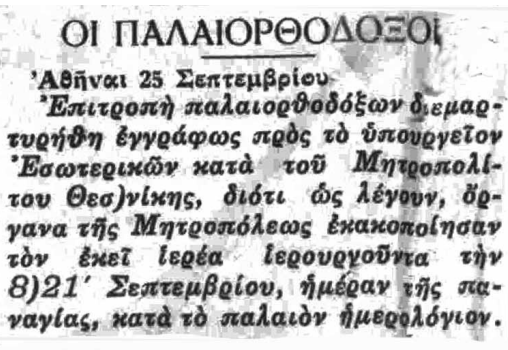 ΟΙ ΠΑΛΑΙΟΡΘΟΔΟΞΟΙ
Ἀθῆναι 25 Σεπτεμβρίου
Ἐπιτροπὴ παλαιορθοδόξων διεμαρ-
τυρήθη ἐγγράφως πρὸς τὸ ὑπουργεῖον
Ἐσωτερικῶν κατὰ τοῦ Μητροπολί-
του Θεσ)νίκης, διότι ὡς λέγουν, ὄρ-
γανα τῆς Μητροπόλεως ἐκακοποίησαν
τὸν ἐκεῖ ἱερέα ἱερουργοῦντα τὴν
8)21′ Σεπτεμβρίου, ἡμέραν τῆς πα-
ναγίας, κατὰ τὸ παλαιὸν ἡμερολόγιον.